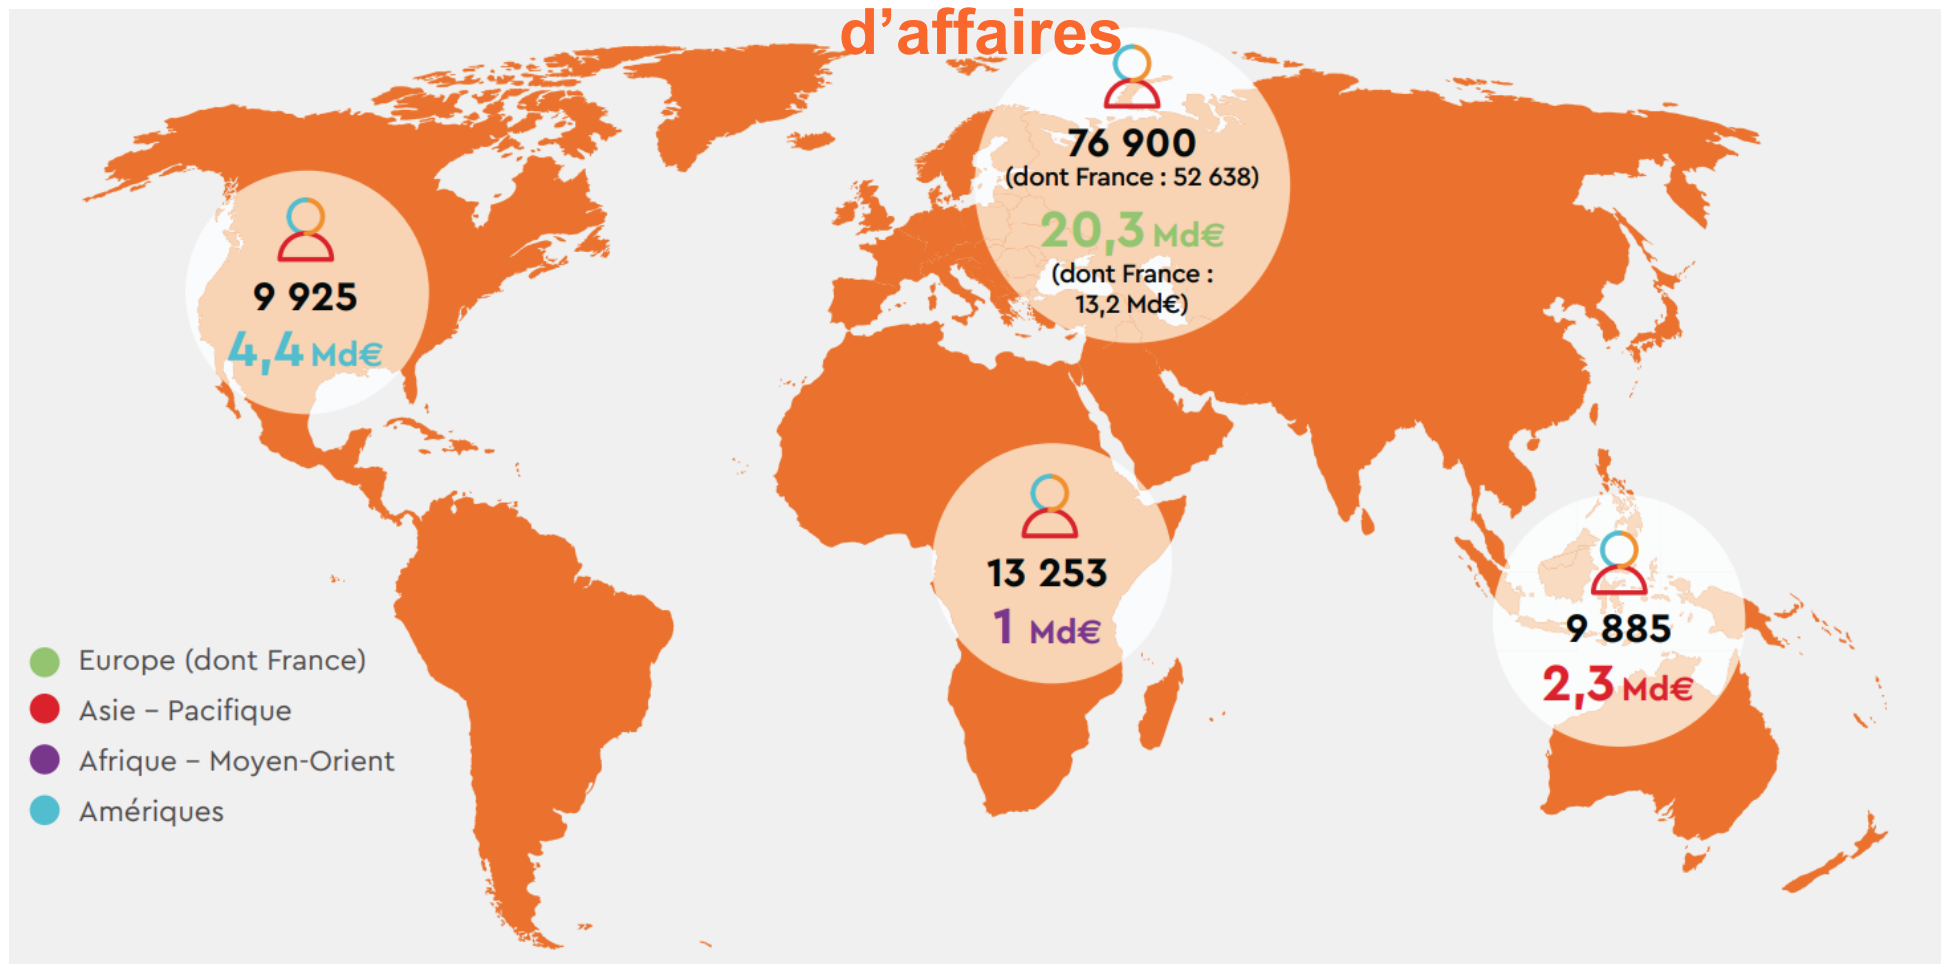 d’affaires
76 900
(dont France : 52 638)
20,3 Md€
(dont France :
13,2 Md€)
9 925
4,4 Md€
13 253
1 Md€
9 885
2,3 Md€
Europe (dont France)
Asie – Pacifique
Afrique – Moyen-Orient
Amériques